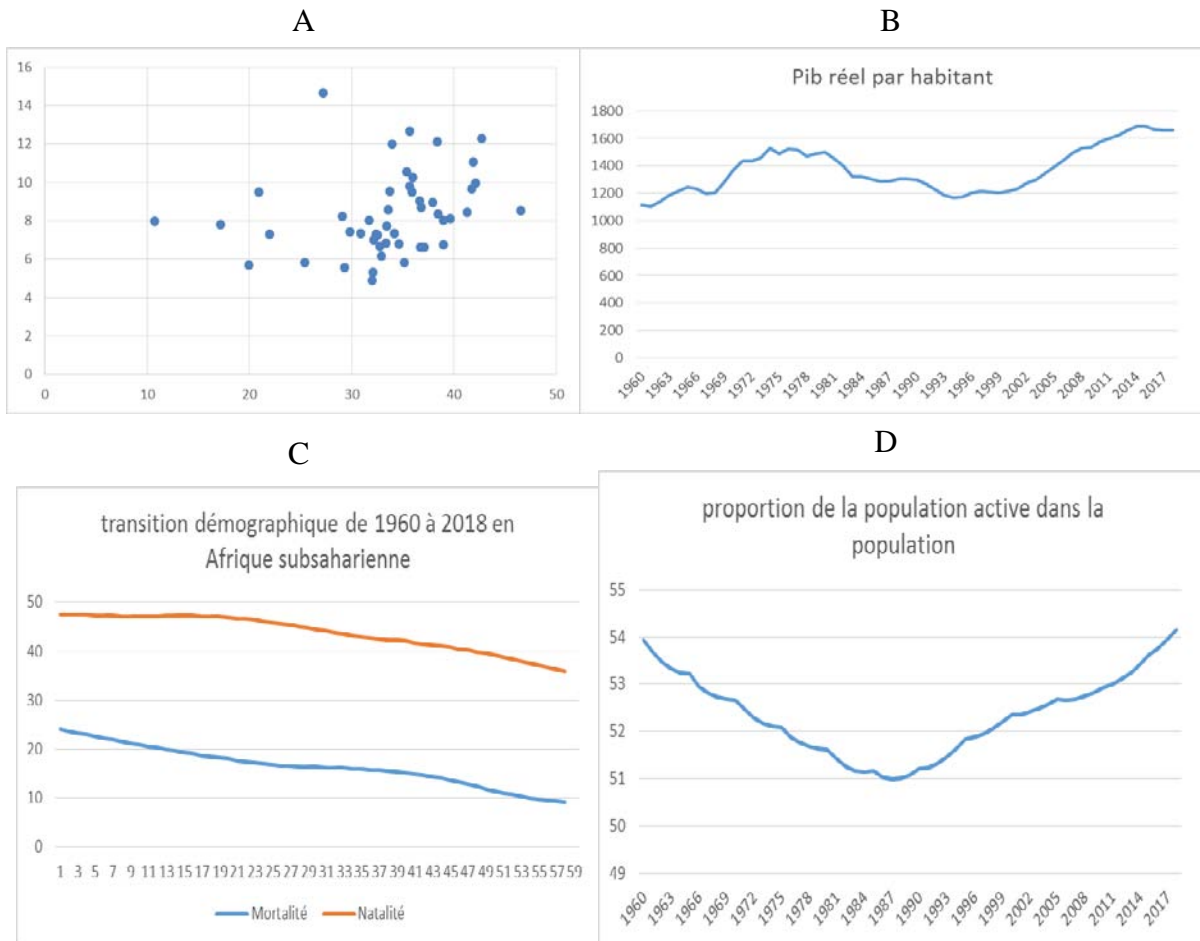 A
16
14
12
10
8
6
4
2
0
0 10 20 30 40 50
B
Pib réel par habitant
1800
1600
1400
1200
1000
800
600
400
200
0
1960 1963 1966 1969 1972 1975 1978 1981 1984 1987 1990 1993 1996 1999 2002 2005 2008 2011 2014 2017
C
transition démographique de 1960 à 2018 en
Afrique subsaharienne
50
40
30
20
10
0
1 3 5 7 9 11 13 15 17 19 21 23 25 27 29 31 33 35 37 39 41 43 45 47 49 51 53 55 57 59
Mortalité Natalité
D
proportion de la population active dans la
population
55
54
53
52
51
50
49
1960 1963 1966 1969 1972 1975 1978 1981 1984 1987 1990 1993 1996 1999 2002 2005 2008 2011 2014 2017